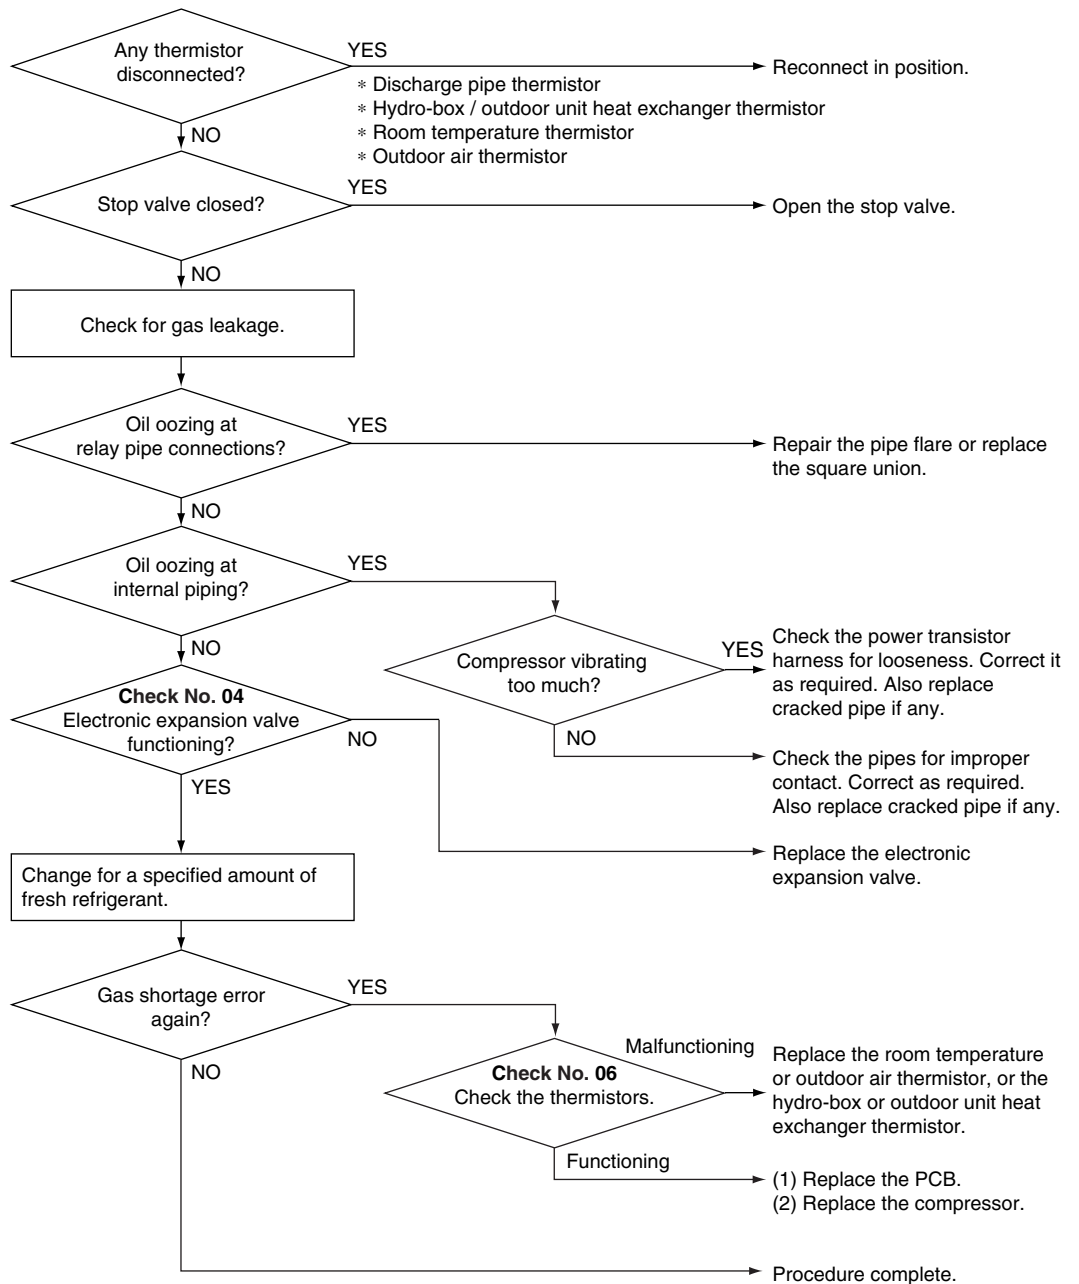 Any thermistor
disconnected?
YES
Reconnect in position.
∗ Discharge pipe thermistor
∗ Hydro-box / outdoor unit heat exchanger thermistor
∗ Room temperature thermistor
∗ Outdoor air thermistor
NO
Stop valve closed?
YES
Open the stop valve.
NO
Check for gas leakage.
Oil oozing at
relay pipe connections?
YES
Repair the pipe flare or replace
the square union.
NO
Oil oozing at
internal piping?
YES
Compressor vibrating
too much?
YES
Check the power transistor
harness for looseness. Correct it
as required. Also replace
cracked pipe if any.
NO
Check the pipes for improper
contact. Correct as required.
Also replace cracked pipe if any.
NO
Check No. 04
Electronic expansion valve
functioning?
NO
Replace the electronic
expansion valve.
YES
Change for a specified amount of
fresh refrigerant.
Gas shortage error
again?
YES
Check No. 06
Check the thermistors.
Malfunctioning
Replace the room temperature
or outdoor air thermistor, or the
hydro-box or outdoor unit heat
exchanger thermistor.
Functioning
(1) Replace the PCB.
(2) Replace the compressor.
NO
Procedure complete.